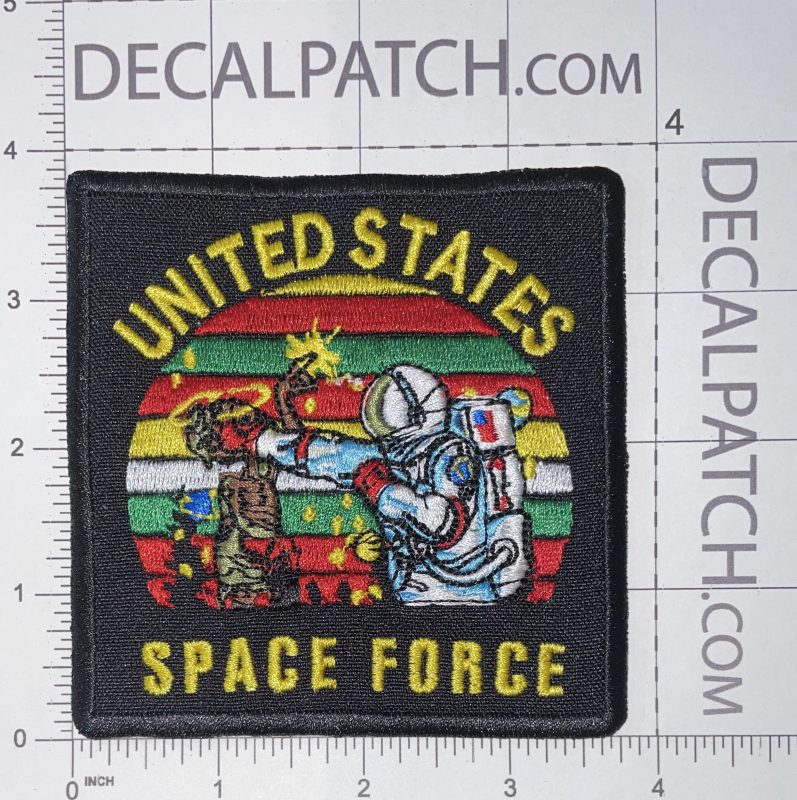 DECALPATCH.COM
DECALPATCH.COM
UNITED STATES
SPACE FORCE
5
4
3
2
1
0
0 INCH 1 2 3 4
4